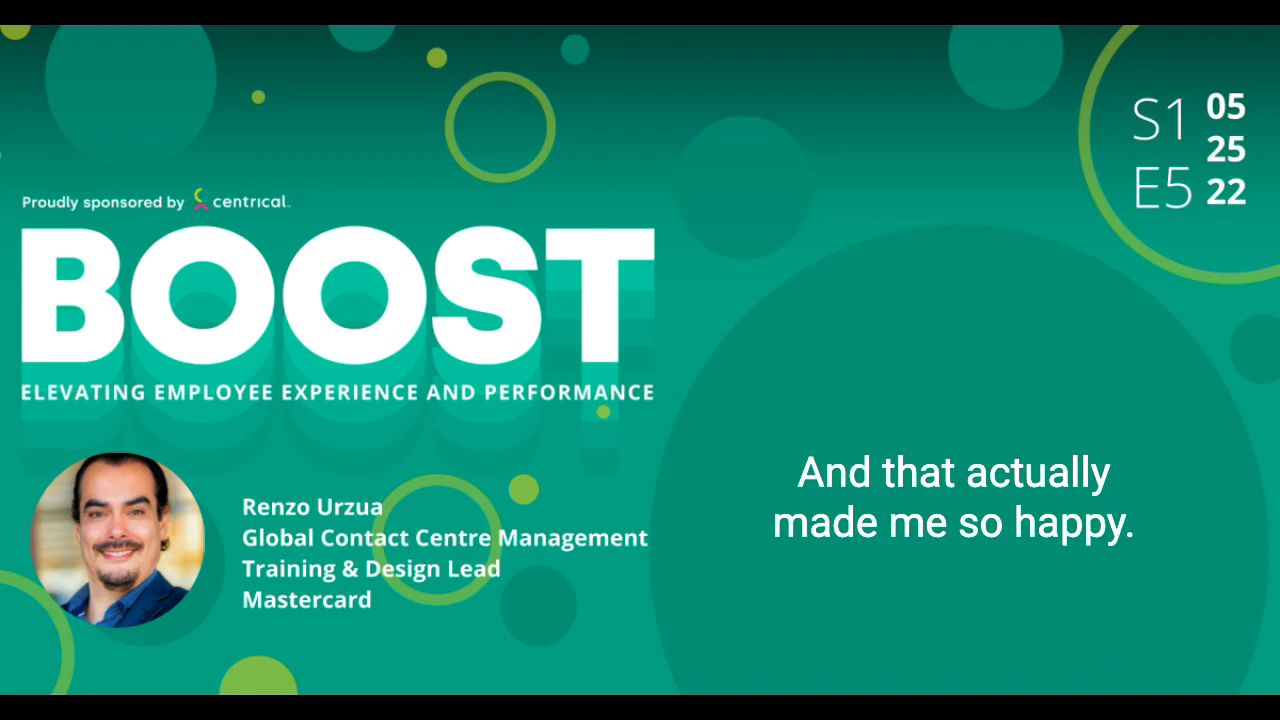 Proudly sponsored by centrical
BOOST
ELEVATING EMPLOYEE EXPERIENCE AND PERFORMANCE
Renzo Urzua
Global Contact Centre Management
Training & Design Lead
Mastercard
S1
E5
05
25
22
And that actually
made me so happy.